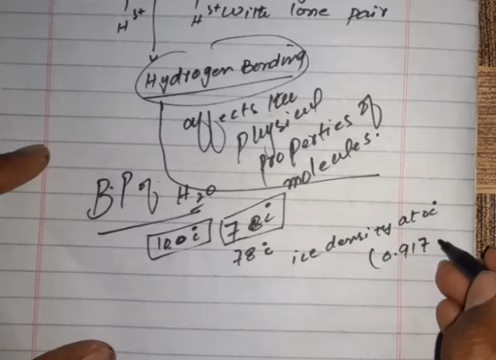 H δ+ H δ+ with lone pair
Hydrogen Bonding
affects the
physical
properties of
molecules.
BP of H2O
100°C 78°C
78°C ice density at 0°C
(0.917